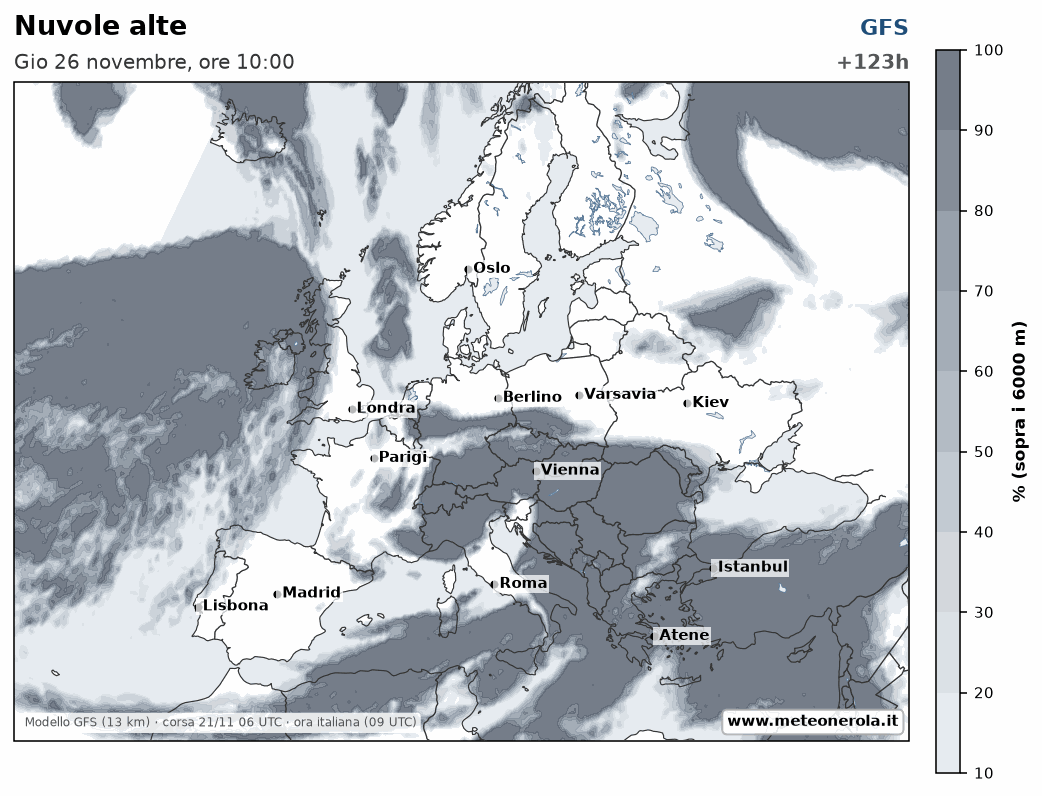 Nuvole alte
GFS
Gio 26 novembre, ore 10:00
+123h
Oslo
Londra
Berlino
Varsavia
Kiev
Parigi
Vienna
Istanbul
Roma
Madrid
Lisbona
Atene
Modello GFS (13 km) · corsa 21/11 06 UTC · ora italiana (09 UTC)
www.meteonerola.it
100
90
80
70
60
50
40
30
20
10
% (sopra i 6000 m)